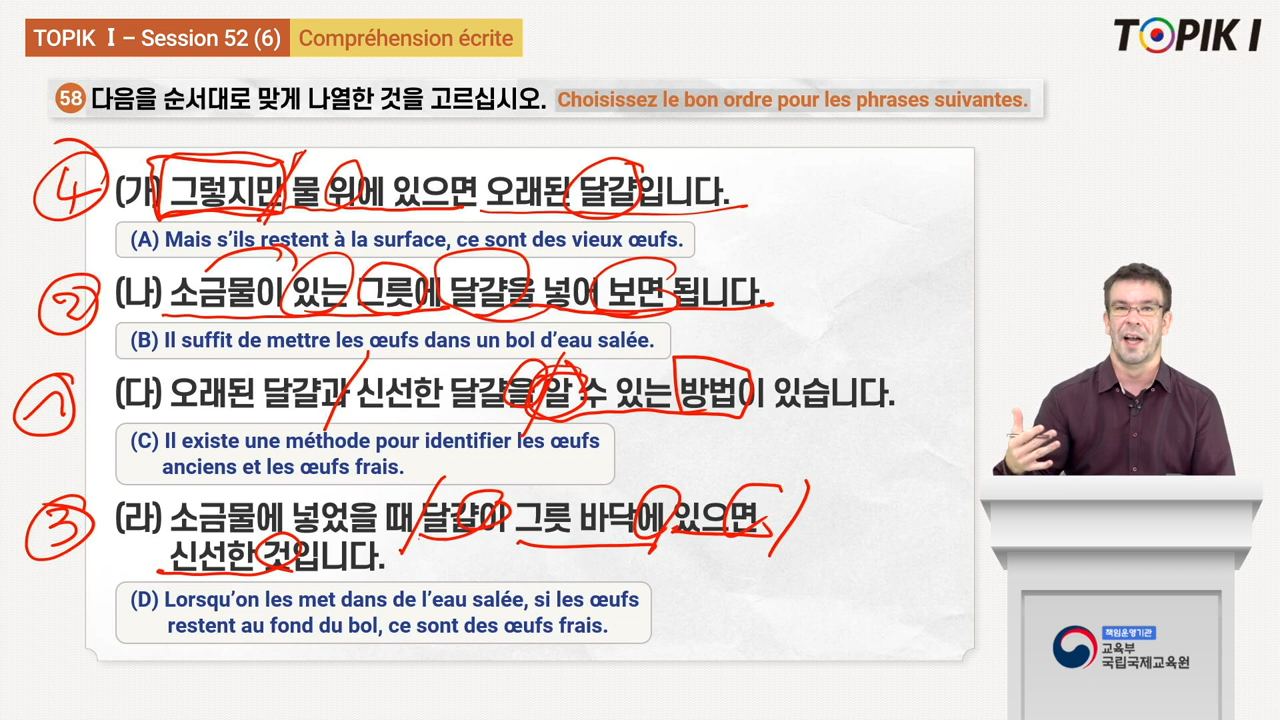 TOPIK I – Session 52 (6) Compréhension écrite
TOPIK I
58 다음을 순서대로 맞게 나열한 것을 고르십시오. Choisissez le bon ordre pour les phrases suivantes.
④ (가) 그렇지만 물 위에 있으면 오래된 달걀입니다.
(A) Mais s’ils restent à la surface, ce sont des vieux œufs.
② (나) 소금물이 있는 그릇에 달걀을 넣어 보면 됩니다.
(B) Il suffit de mettre les œufs dans un bol d’eau salée.
① (다) 오래된 달걀과 신선한 달걀을 알 수 있는 방법이 있습니다.
(C) Il existe une méthode pour identifier les œufs
anciens et les œufs frais.
③ (라) 소금물에 넣었을 때 달걀이 그릇 바닥에 있으면,
신선한 것입니다.
(D) Lorsqu’on les met dans de l’eau salée, si les œufs
restent au fond du bol, ce sont des œufs frais.
책임운영기관
교육부
국립국제교육원